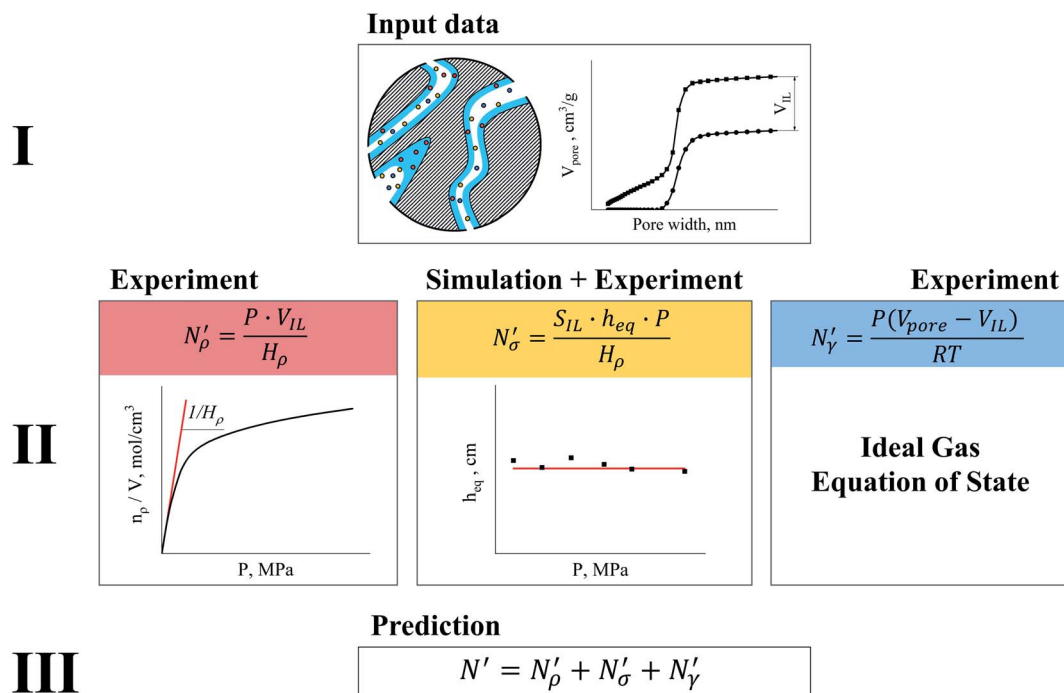 Input data
I
V_pore , cm³/g
V_IL
Pore width, nm
Experiment
Simulation + Experiment
Experiment
N′_ρ = P · V_IL / H_ρ
N′_σ = S_IL · h_eq · P / H_ρ
N′_γ = P(V_pore − V_IL) / RT
II
n_ρ / V, mol/cm³
1/H_ρ
P, MPa
h_eq , cm
P, MPa
Ideal Gas
Equation of State
Prediction
III
N′ = N′_ρ + N′_σ + N′_γ